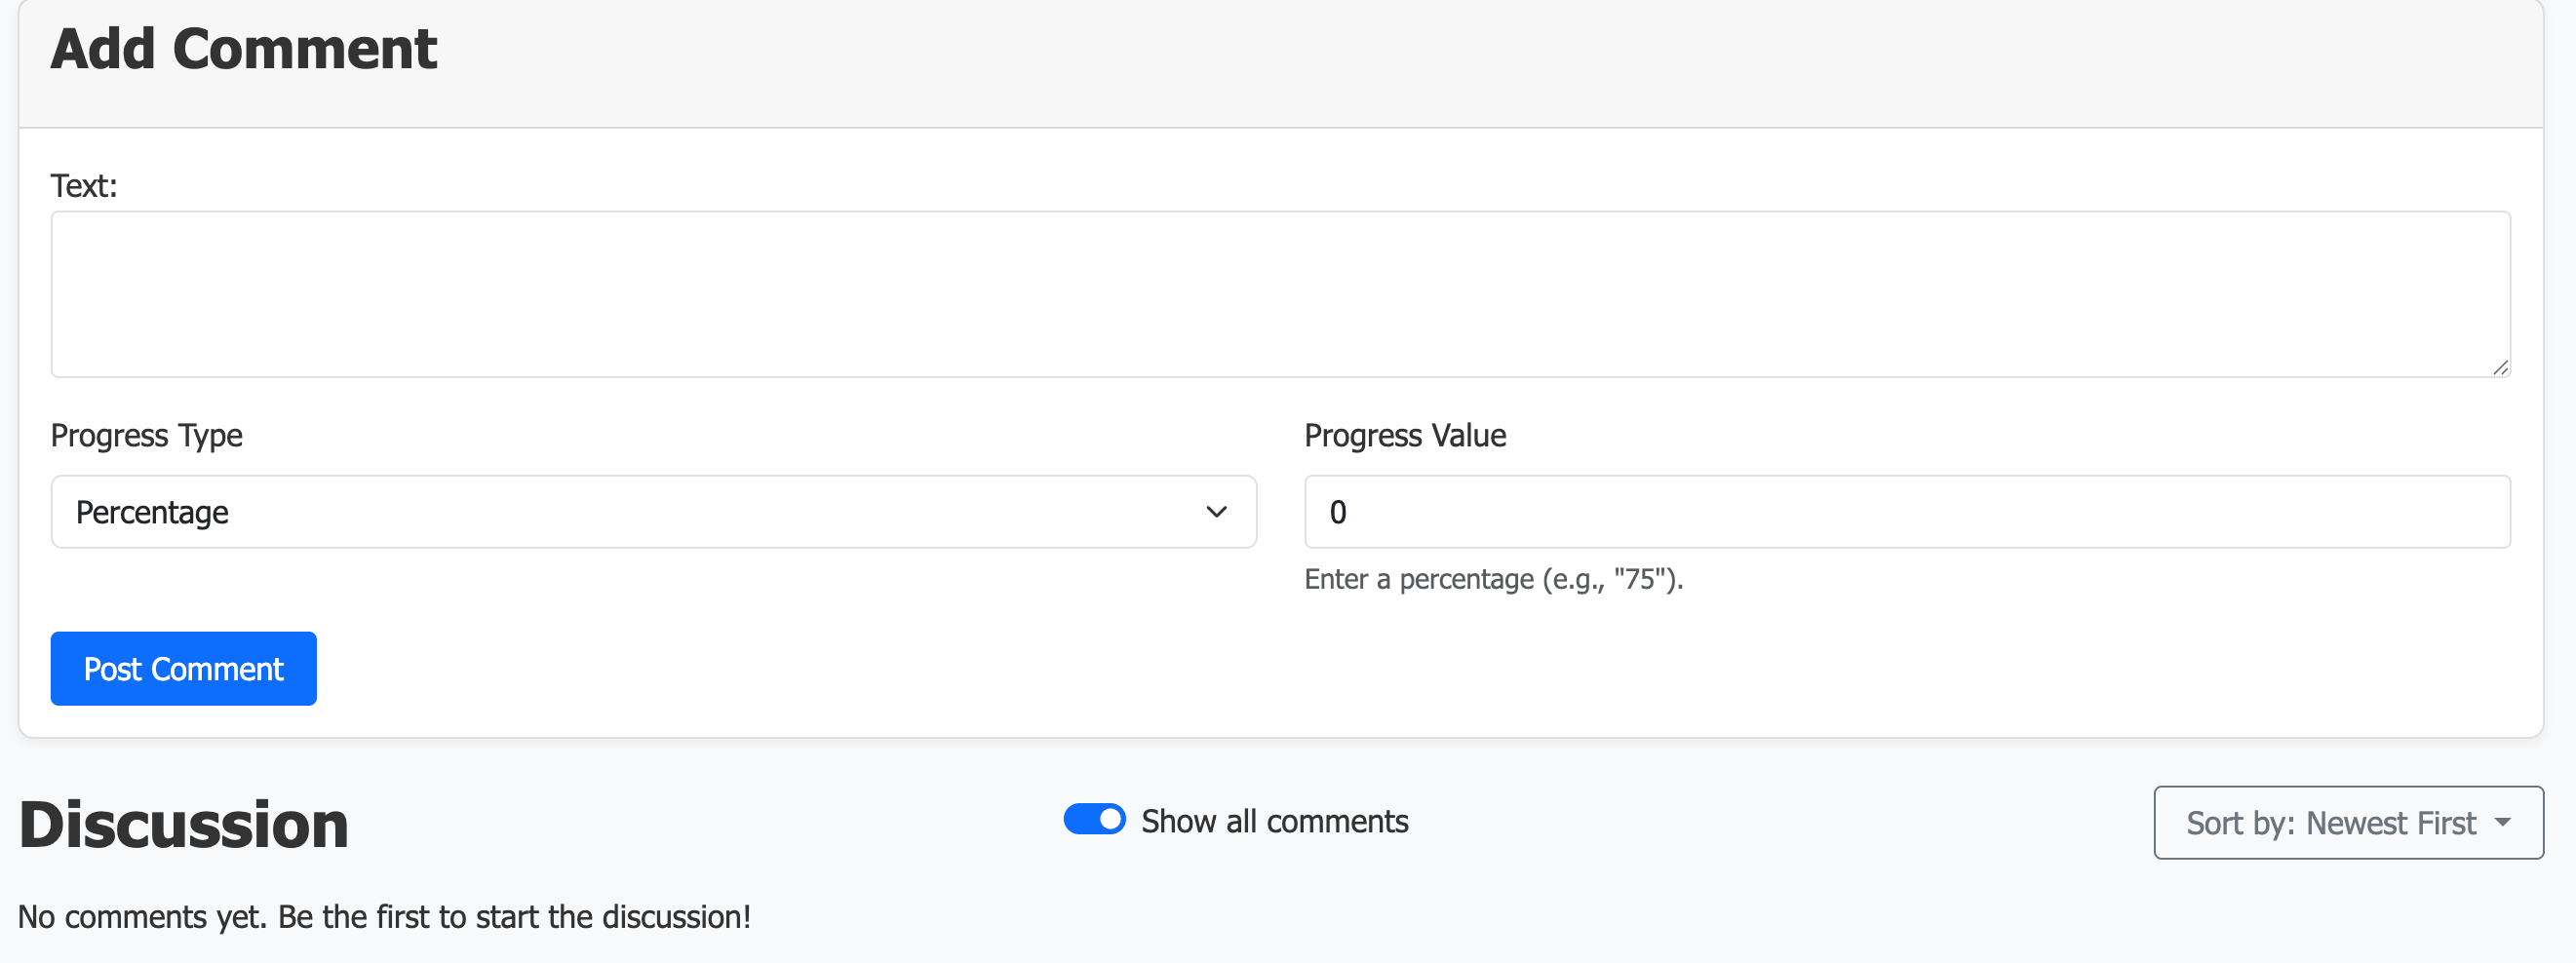 Add Comment
Text:
Progress Type
Progress Value
Percentage
0
Enter a percentage (e.g., "75").
Post Comment
Discussion
Show all comments
Sort by: Newest First
No comments yet. Be the first to start the discussion!